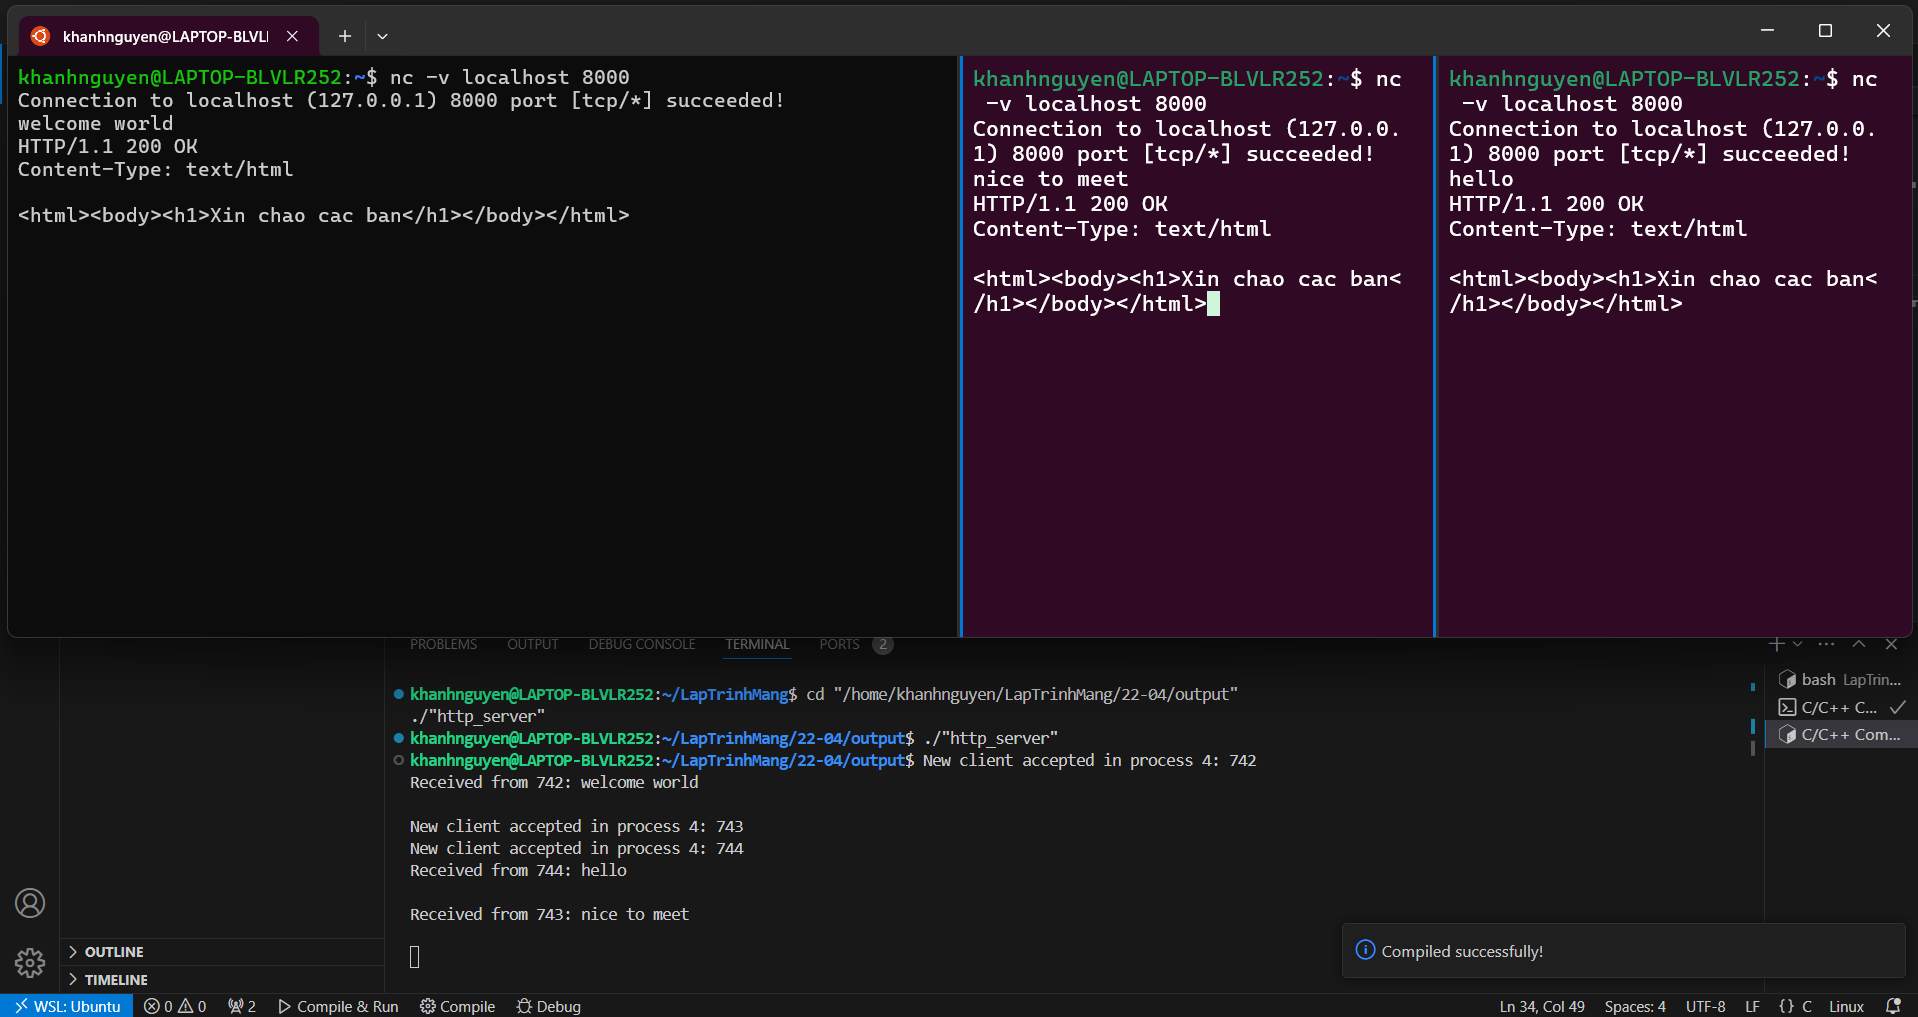 khanhnguyen@LAPTOP-BLVLI
khanhnguyen@LAPTOP-BLVLR252:~$ nc -v localhost 8000
Connection to localhost (127.0.0.1) 8000 port [tcp/*] succeeded!
welcome world
HTTP/1.1 200 OK
Content-Type: text/html
<html><body><h1>Xin chao cac ban</h1></body></html>
khanhnguyen@LAPTOP-BLVLR252:~$ nc
-v localhost 8000
Connection to localhost (127.0.0.
1) 8000 port [tcp/*] succeeded!
nice to meet
HTTP/1.1 200 OK
Content-Type: text/html
<html><body><h1>Xin chao cac ban<
/h1></body></html>
khanhnguyen@LAPTOP-BLVLR252:~$ nc
-v localhost 8000
Connection to localhost (127.0.0.
1) 8000 port [tcp/*] succeeded!
hello
HTTP/1.1 200 OK
Content-Type: text/html
<html><body><h1>Xin chao cac ban<
/h1></body></html>
PROBLEMS OUTPUT DEBUG CONSOLE TERMINAL PORTS 2
khanhnguyen@LAPTOP-BLVLR252:~/LapTrinhMang$ cd "/home/khanhnguyen/LapTrinhMang/22-04/output"
./"http_server"
khanhnguyen@LAPTOP-BLVLR252:~/LapTrinhMang/22-04/output$ ./"http_server"
khanhnguyen@LAPTOP-BLVLR252:~/LapTrinhMang/22-04/output$ New client accepted in process 4: 742
Received from 742: welcome world
New client accepted in process 4: 743
New client accepted in process 4: 744
Received from 744: hello
Received from 743: nice to meet
bash LapTrin...
C/C++ C...
C/C++ Com...
OUTLINE
TIMELINE
Compiled successfully!
WSL: Ubuntu 0 0 2 Compile & Run Compile Debug Ln 34, Col 49 Spaces: 4 UTF-8 LF {} C Linux